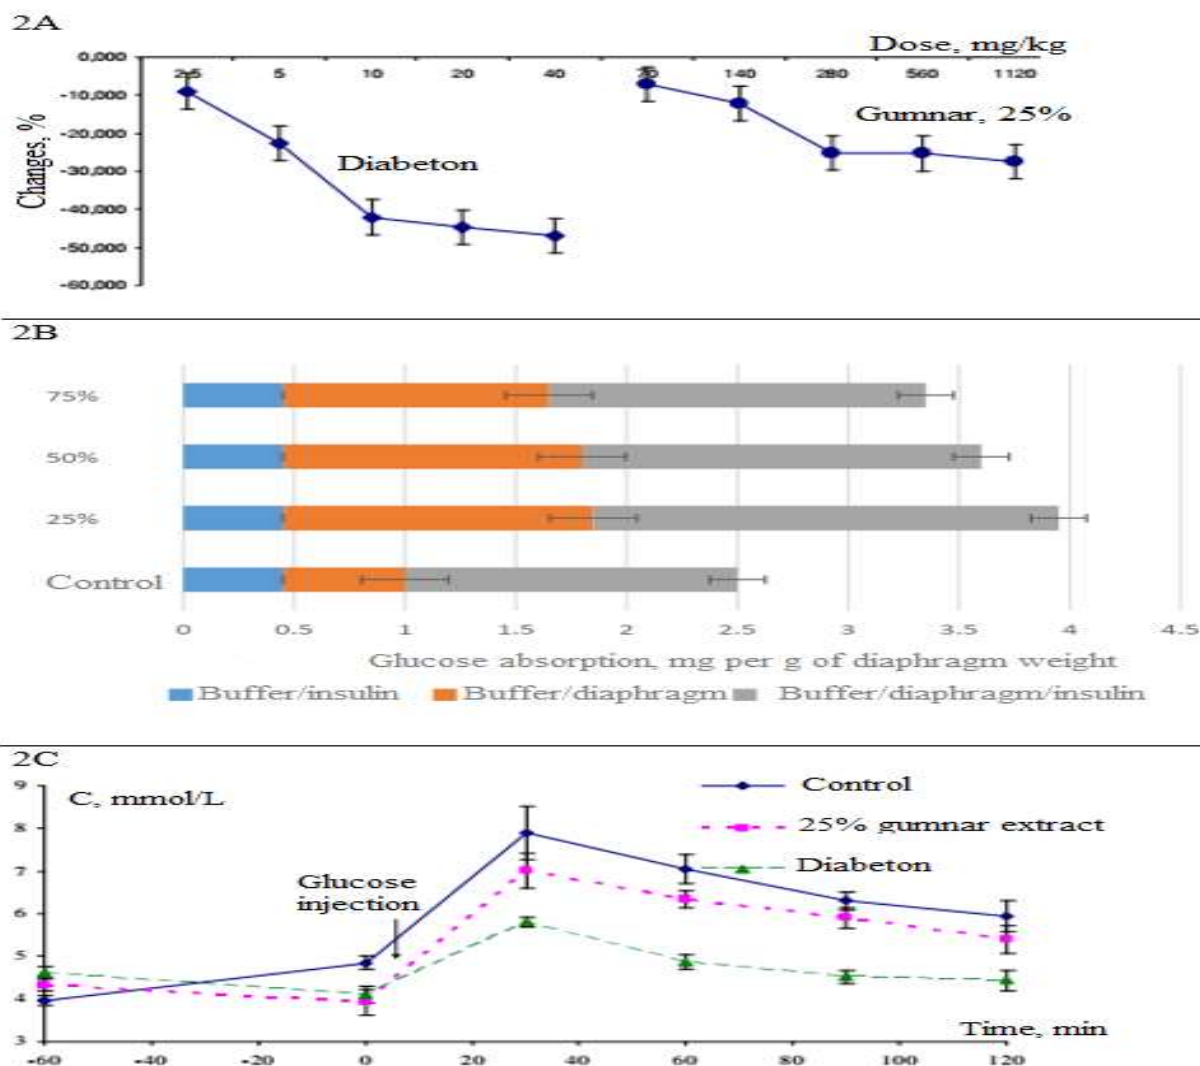 2A
Dose, mg/kg
0,000
2,5 5 10 20 40 70 140 280 560 1120
-10,000
Gumnar, 25%
-20,000
Changes, %
Diabeton
-30,000
-40,000
-50,000
-60,000
2B
75%
50%
25%
Control
0 0.5 1 1.5 2 2.5 3 3.5 4 4.5
Glucose absorption, mg per g of diaphragm weight
Buffer/insulin Buffer/diaphragm Buffer/diaphragm/insulin
2C
9
C, mmol/L
Control
8
25% gumnar extract
Diabeton
7
Glucose
injection
6
5
4
Time, min
3
-60 -40 -20 0 20 40 60 80 100 120